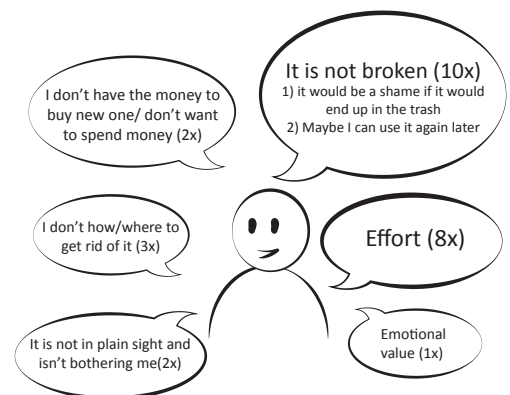 I don't have the money to
buy new one/ don't want
to spend money (2x)
It is not broken (10x)
1) it would be a shame if it would
end up in the trash
2) Maybe I can use it again later
I don't how/where to
get rid of it (3x)
Effort (8x)
It is not in plain sight and
isn't bothering me(2x)
Emotional
value (1x)